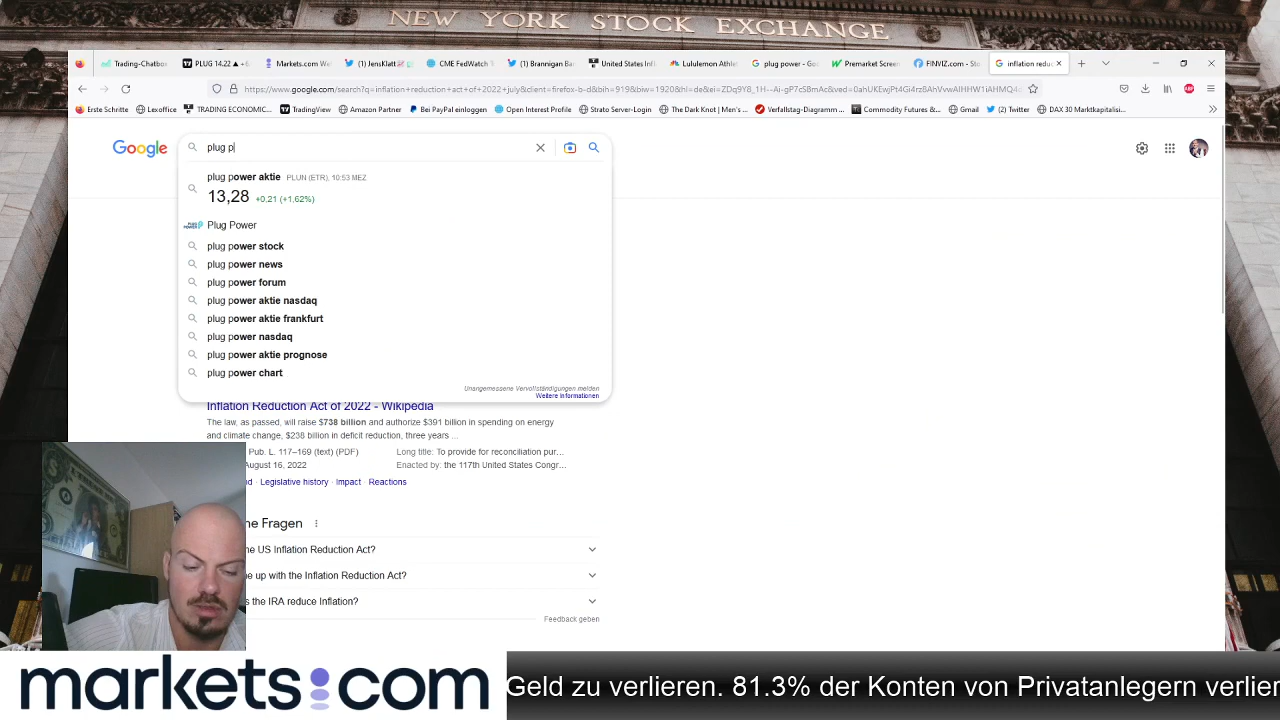 NEW YORK STOCK EXCHANGE
Trading-Chatbox
PLUG 14.22 ▲ +6
Markets.com We
(1) JensKlatt
CME FedWatch T
(1) Brannigan Ba
United States Infl
Lululemon Athle
plug power - Goo
Premarket Screen
FINVIZ.com - Sto
inflation reduc
Erste Schritte
Lexoffice
TRADING ECONOMIC...
TradingView
Amazon Partner
Bei PayPal einloggen
Open Interest Profile
Strato Server-Login
The Dark Knot | Men's ...
Verfallstag-Diagramm ...
Commodity Futures &...
Gmail
(2) Twitter
DAX 30 Marktkapitalisi...
Google
plug p
plug power aktie PLUN (ETR), 10:53 MEZ
13,28 +0,21 (+1,62%)
PLUG POWER
Plug Power
plug power stock
plug power news
plug power forum
plug power aktie nasdaq
plug power aktie frankfurt
plug power nasdaq
plug power aktie prognose
plug power chart
Unangemessene Vervollständigungen melden
Weitere Informationen
Inflation Reduction Act of 2022 - Wikipedia
The law, as passed, will raise $738 billion and authorize $391 billion in spending on energy
and climate change, $238 billion in deficit reduction, three years ...
Pub. L. 117–169 (text) (PDF)
Long title: To provide for reconciliation pur...
August 16, 2022
Enacted by: the 117th United States Congr...
nd · Legislative history · Impact · Reactions
ne Fragen
he US Inflation Reduction Act?
e up with the Inflation Reduction Act?
s the IRA reduce Inflation?
Feedback geben
markets.com
Geld zu verlieren. 81.3% der Konten von Privatanlegern verlier